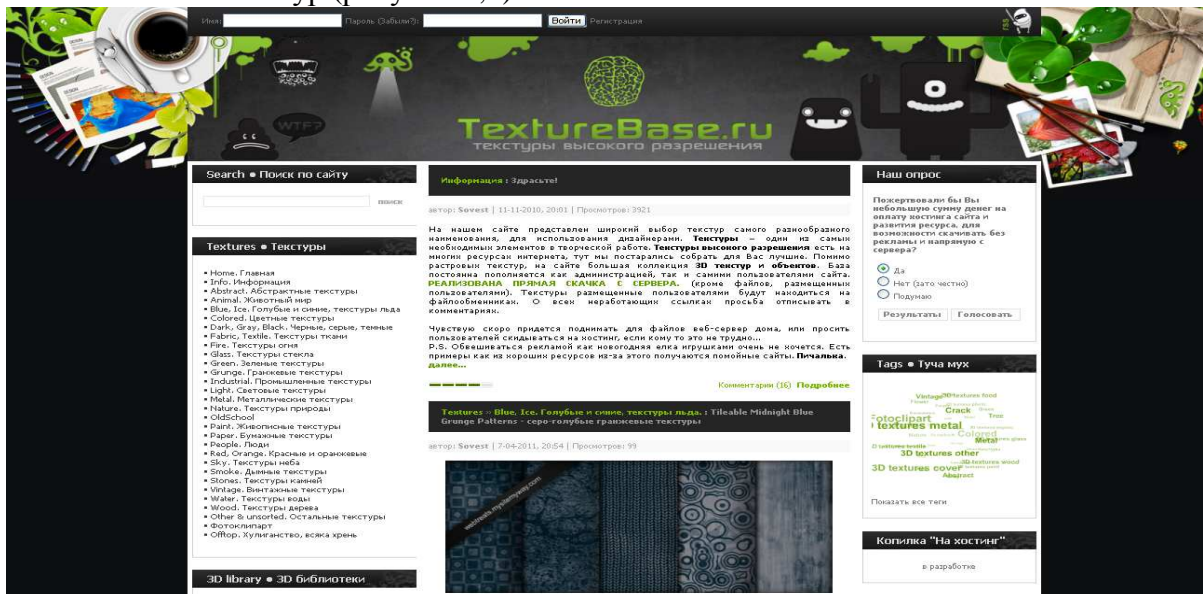 Имя:
Пароль (Забыли?):
Войти
Регистрация
rss
WTF?
TextureBase.ru
текстуры высокого разрешения
Search ● Поиск по сайту
поиск
Textures ● Текстуры
▪ Home. Главная
▪ Info. Информация
▪ Abstract. Абстрактные текстуры
▪ Animal. Животный мир
▪ Blue, Ice. Голубые и синие, текстуры льда
▪ Colored. Цветные текстуры
▪ Dark, Gray, Black. Черные, серые, темные
▪ Fabric, Textile. Текстуры ткани
▪ Fire. Текстуры огня
▪ Glass. Текстуры стекла
▪ Green. Зеленые текстуры
▪ Grunge. Гранжевые текстуры
▪ Industrial. Промышленные текстуры
▪ Light. Световые текстуры
▪ Metal. Металлические текстуры
▪ Nature. Текстуры природы
▪ OldSchool
▪ Paint. Живописные текстуры
▪ Paper. Бумажные текстуры
▪ People. Люди
▪ Red, Orange. Красные и оранжевые
▪ Sky. Текстуры неба
▪ Smoke. Дымные текстуры
▪ Stones. Текстуры камней
▪ Vintage. Винтажные текстуры
▪ Water. Текстуры воды
▪ Wood. Текстуры дерева
▪ Other & unsorted. Остальные текстуры
▪ Фотоклипарт
▪ Offtop. Хулиганство, всяка хрень
3D library ● 3D библиотеки
Информация : Здрасьте!
автор: Sovest | 11-11-2010, 20:01 | Просмотров: 3921
На нашем сайте представлен широкий выбор текстур самого разнообразного
наименования, для использования дизайнерами. Текстуры – один из самых
необходимых элементов в творческой работе. Текстуры высокого разрешения есть на
многих ресурсах интернета, тут мы постарались собрать для Вас лучшие. Помимо
растровых текстур, на сайте большая коллекция 3D текстур и объектов. База
постоянна пополняется как администрацией, так и самими пользователями сайта.
РЕАЛИЗОВАНА ПРЯМАЯ СКАЧКА С СЕРВЕРА. (кроме файлов, размещенных
пользователями). Текстуры размещенные пользователями будут находиться на
файлообменниках. О всех неработающих ссылках просьба отписывать в
комментариях.
Чувствую скоро придется поднимать для файлов веб-сервер дома, или просить
пользователей скидываться на хостинг, если кому то это не трудно...
P.S. Обвешиваться рекламой как новогодняя елка игрушками очень не хочется. Есть
примеры как из хороших ресурсов из-за этого получаются помойные сайты. Пичалька.
далее...
Комментарии (16) Подробнее
Textures » Blue, Ice. Голубые и синие, текстуры льда. : Tileable Midnight Blue
Grunge Patterns - серо-голубые гранжевые текстуры
автор: Sovest | 7-04-2011, 20:54 | Просмотров: 99
webtreats.mysitemyway.com
Наш опрос
Пожертвовали бы Вы
небольшую сумму денег на
оплату хостинга сайта и
развития ресурса, для
возможности скачивать без
рекламы и напрямую с
сервера?
Да
Нет (зато честно)
Подумаю
Результаты
Голосовать
Tags ● Туча мух
Vintage
3D textures food
Crack
Fotoclipart
Tree
textures metal
Colored
Metal
3D textures other
3D textures wood
3D textures cover
Abstract
Показать все теги
Копилка "На хостинг"
в разработке